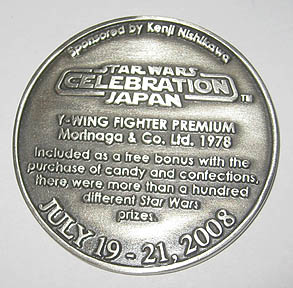 Sponsored by Kenji Nishikawa
STAR WARS
CELEBRATION
JAPAN TM
Y-WING FIGHTER PREMIUM
Morinaga & Co. Ltd. 1978
Included as a free bonus with the
purchase of candy and confections,
there, were more than a hundred
different Star Wars
prizes.
JULY 19 - 21, 2008